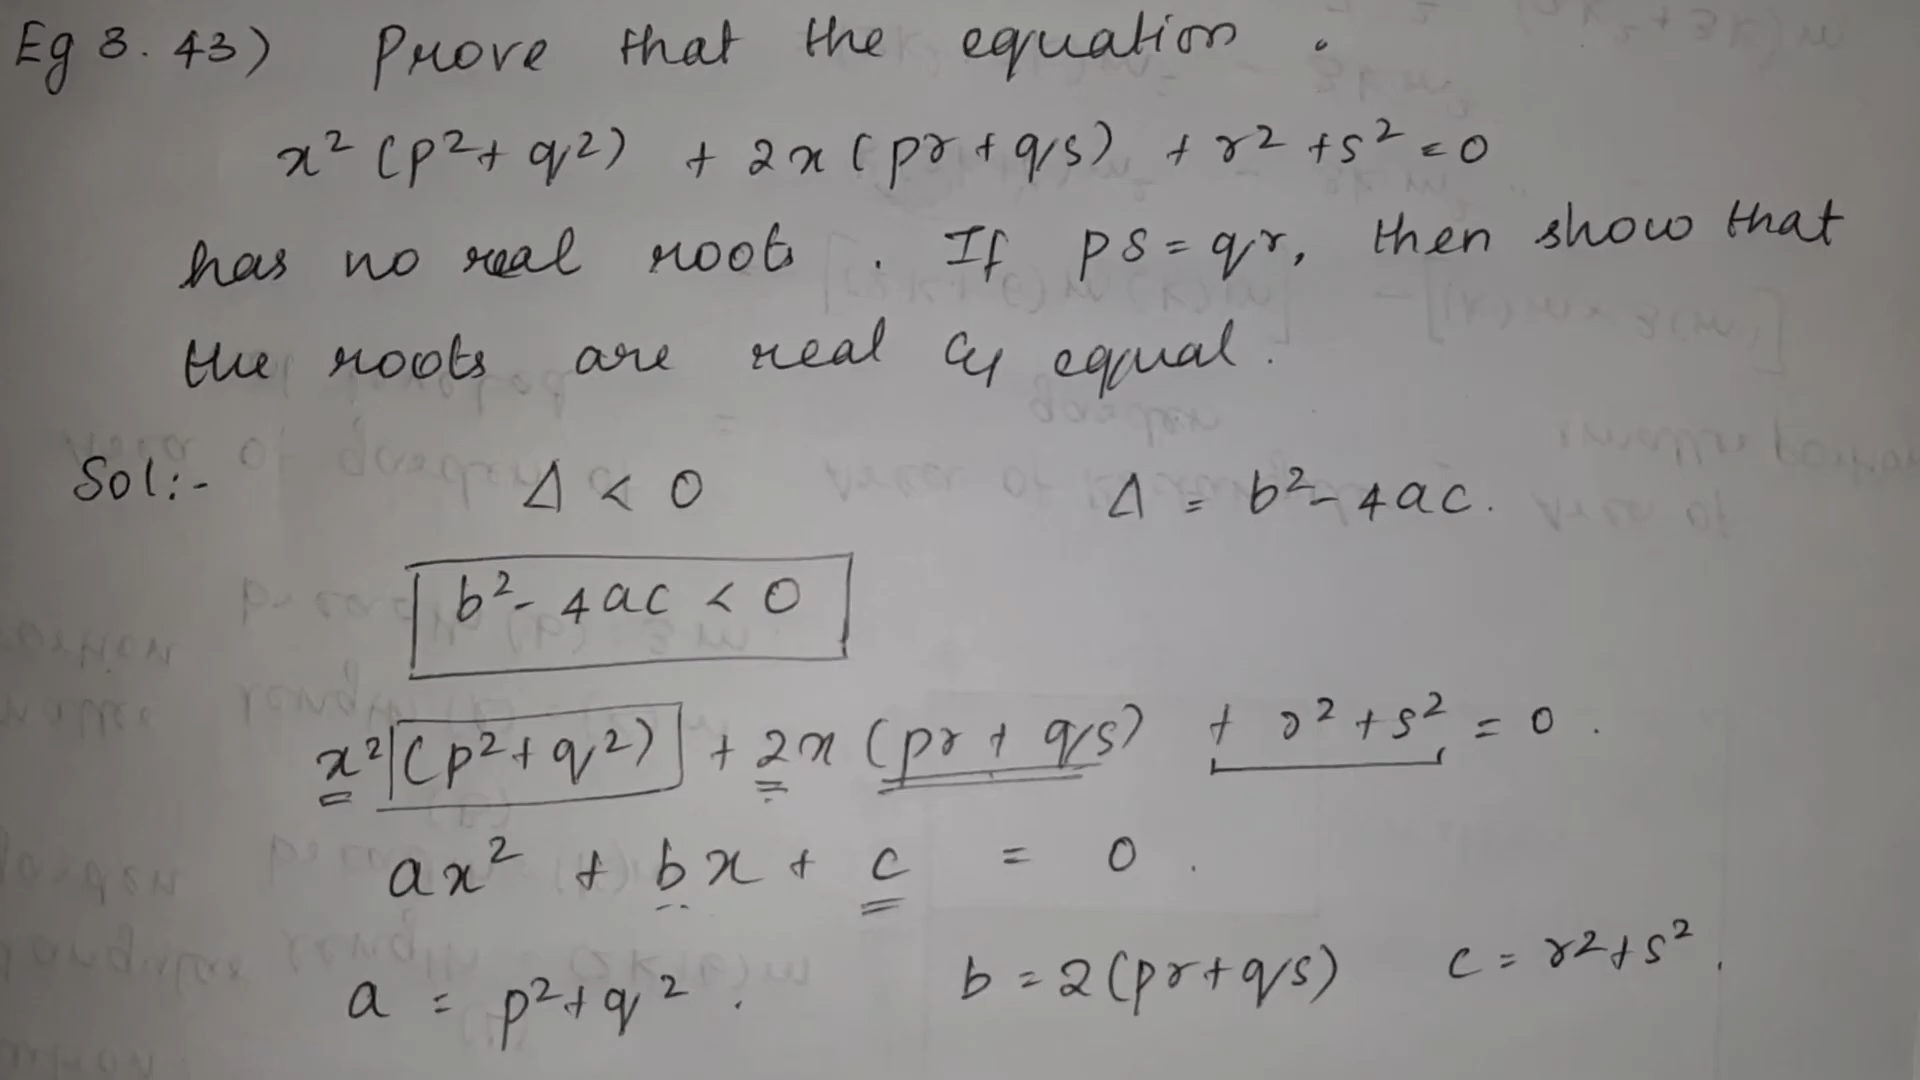 Eg 3.43) Prove that the equation.
x² (p²+q²) + 2x (pr+qs) + r²+s² = 0
has no real roots. If ps=qr, then show that
the roots are real & equal.
Sol:- Δ < 0 Δ = b²-4ac.
b²-4ac < 0
x² (p²+q²) + 2x (pr+qs) + r²+s² = 0.
ax² + bx + c = 0.
a = p²+q². b = 2(pr+qs) c = r²+s².